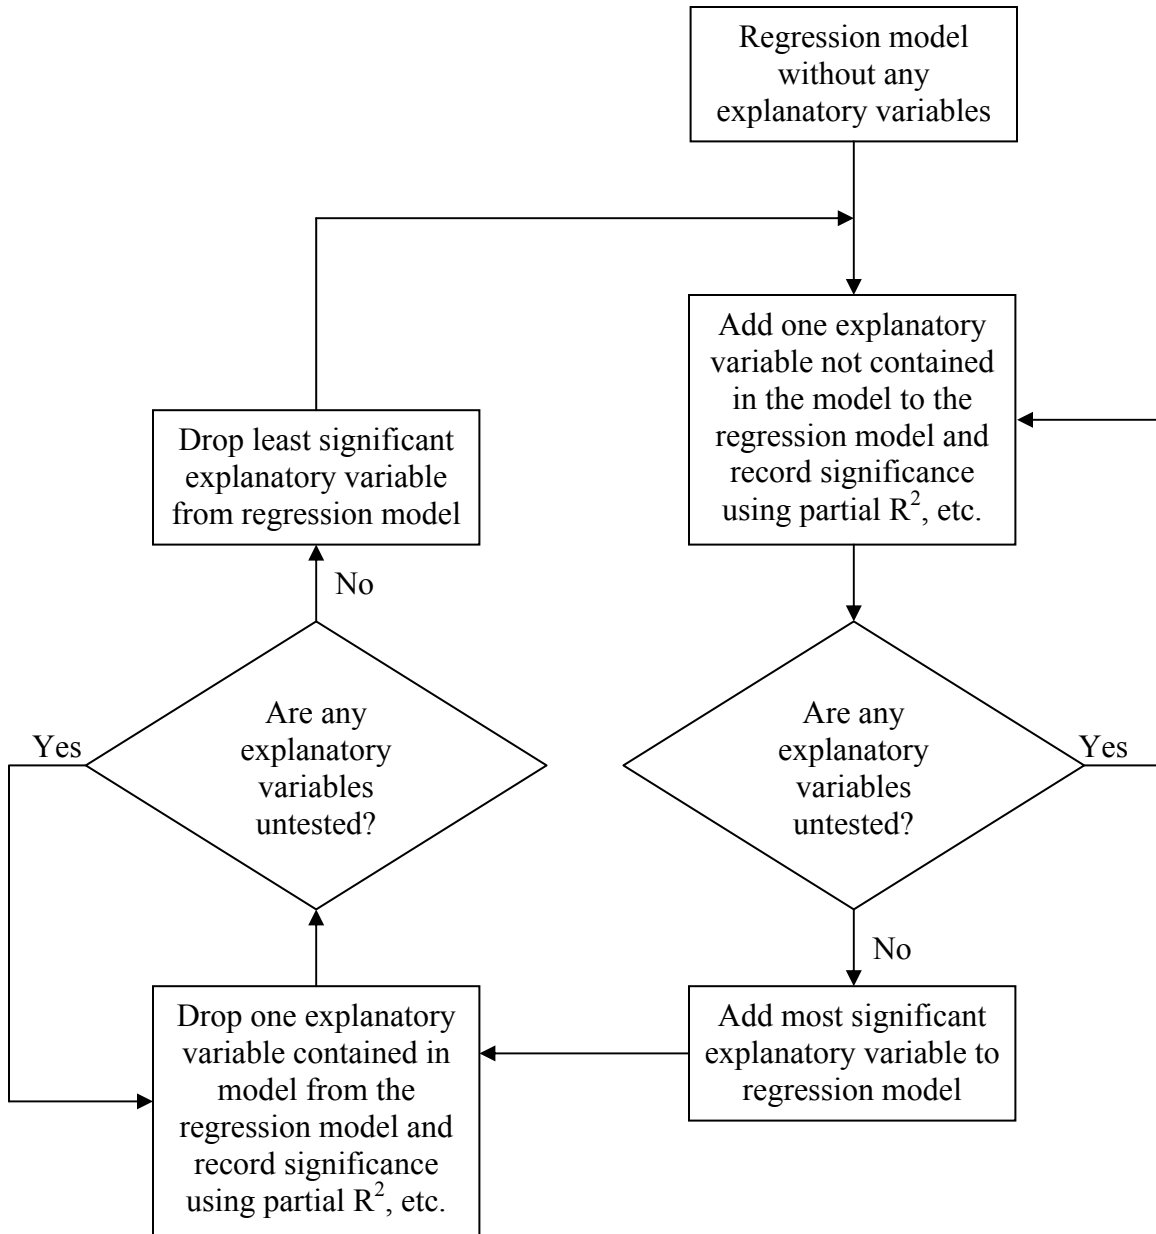 Regression model
without any
explanatory variables
Add one explanatory
variable not contained
in the model to the
regression model and
record significance
using partial R², etc.
Drop least significant
explanatory variable
from regression model
No
Are any
explanatory
variables
untested?
Yes
Are any
explanatory
variables
untested?
Yes
No
Drop one explanatory
variable contained in
model from the
regression model and
record significance
using partial R², etc.
Add most significant
explanatory variable to
regression model